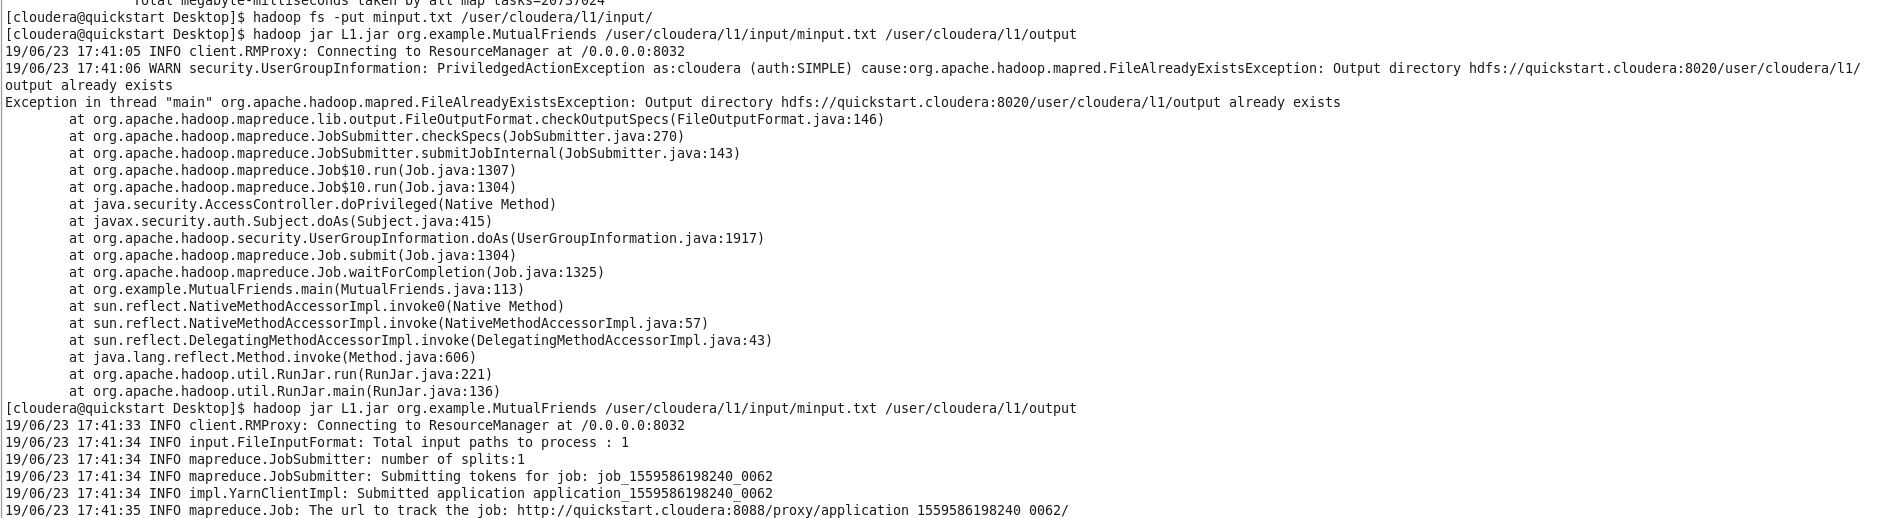 Total megabyte-milliseconds taken by all map tasks=20737024
[cloudera@quickstart Desktop]$ hadoop fs -put minput.txt /user/cloudera/l1/input/
[cloudera@quickstart Desktop]$ hadoop jar L1.jar org.example.MutualFriends /user/cloudera/l1/input/minput.txt /user/cloudera/l1/output
19/06/23 17:41:05 INFO client.RMProxy: Connecting to ResourceManager at /0.0.0.0:8032
19/06/23 17:41:06 WARN security.UserGroupInformation: PriviledgedActionException as:cloudera (auth:SIMPLE) cause:org.apache.hadoop.mapred.FileAlreadyExistsException: Output directory hdfs://quickstart.cloudera:8020/user/cloudera/l1/
output already exists
Exception in thread "main" org.apache.hadoop.mapred.FileAlreadyExistsException: Output directory hdfs://quickstart.cloudera:8020/user/cloudera/l1/output already exists
at org.apache.hadoop.mapreduce.lib.output.FileOutputFormat.checkOutputSpecs(FileOutputFormat.java:146)
at org.apache.hadoop.mapreduce.JobSubmitter.checkSpecs(JobSubmitter.java:270)
at org.apache.hadoop.mapreduce.JobSubmitter.submitJobInternal(JobSubmitter.java:143)
at org.apache.hadoop.mapreduce.Job$10.run(Job.java:1307)
at org.apache.hadoop.mapreduce.Job$10.run(Job.java:1304)
at java.security.AccessController.doPrivileged(Native Method)
at javax.security.auth.Subject.doAs(Subject.java:415)
at org.apache.hadoop.security.UserGroupInformation.doAs(UserGroupInformation.java:1917)
at org.apache.hadoop.mapreduce.Job.submit(Job.java:1304)
at org.apache.hadoop.mapreduce.Job.waitForCompletion(Job.java:1325)
at org.example.MutualFriends.main(MutualFriends.java:113)
at sun.reflect.NativeMethodAccessorImpl.invoke0(Native Method)
at sun.reflect.NativeMethodAccessorImpl.invoke(NativeMethodAccessorImpl.java:57)
at sun.reflect.DelegatingMethodAccessorImpl.invoke(DelegatingMethodAccessorImpl.java:43)
at java.lang.reflect.Method.invoke(Method.java:606)
at org.apache.hadoop.util.RunJar.run(RunJar.java:221)
at org.apache.hadoop.util.RunJar.main(RunJar.java:136)
[cloudera@quickstart Desktop]$ hadoop jar L1.jar org.example.MutualFriends /user/cloudera/l1/input/minput.txt /user/cloudera/l1/output
19/06/23 17:41:33 INFO client.RMProxy: Connecting to ResourceManager at /0.0.0.0:8032
19/06/23 17:41:34 INFO input.FileInputFormat: Total input paths to process : 1
19/06/23 17:41:34 INFO mapreduce.JobSubmitter: number of splits:1
19/06/23 17:41:34 INFO mapreduce.JobSubmitter: Submitting tokens for job: job_1559586198240_0062
19/06/23 17:41:34 INFO impl.YarnClientImpl: Submitted application application_1559586198240_0062
19/06/23 17:41:35 INFO mapreduce.Job: The url to track the job: http://quickstart.cloudera:8088/proxy/application_1559586198240_0062/